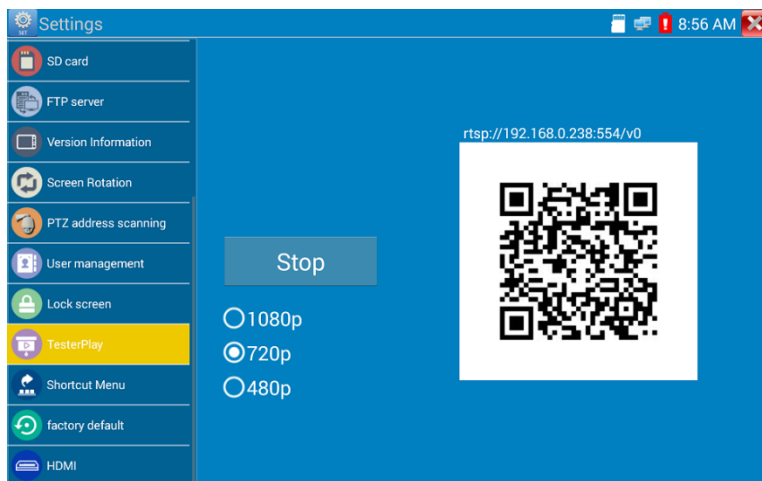 Settings
SET
8:56 AM
SD card
FTP server
Version Information
Screen Rotation
PTZ address scanning
User management
Lock screen
TesterPlay
Shortcut Menu
factory default
HDMI
rtsp://192.168.0.238:554/v0
Stop
1080p
720p
480p